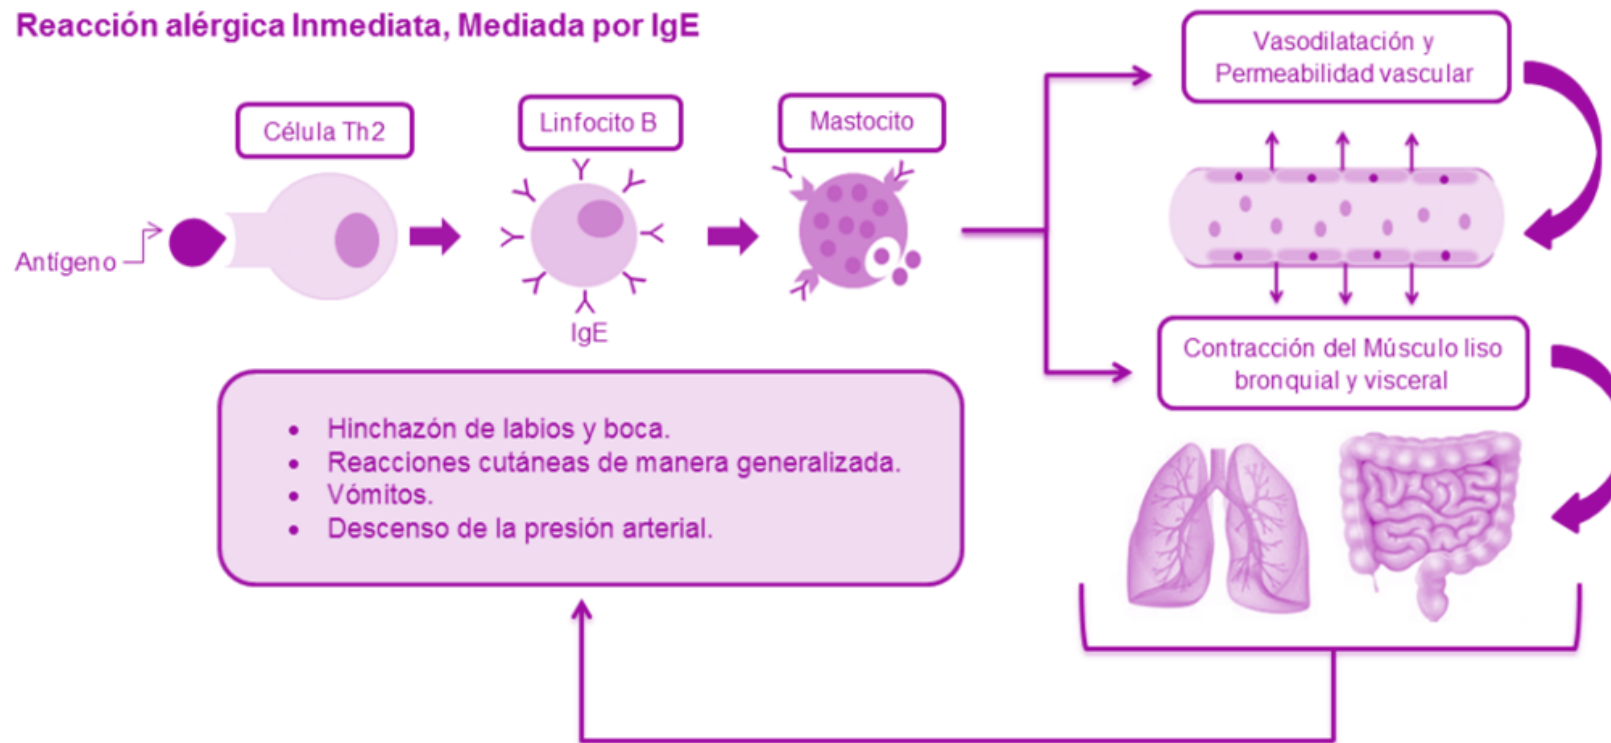 Reacción alérgica Inmediata, Mediada por IgE
Célula Th2
Linfocito B
Mastocito
Antígeno
IgE
Vasodilatación y
Permeabilidad vascular
Contracción del Músculo liso
bronquial y visceral
• Hinchazón de labios y boca.
• Reacciones cutáneas de manera generalizada.
• Vómitos.
• Descenso de la presión arterial.